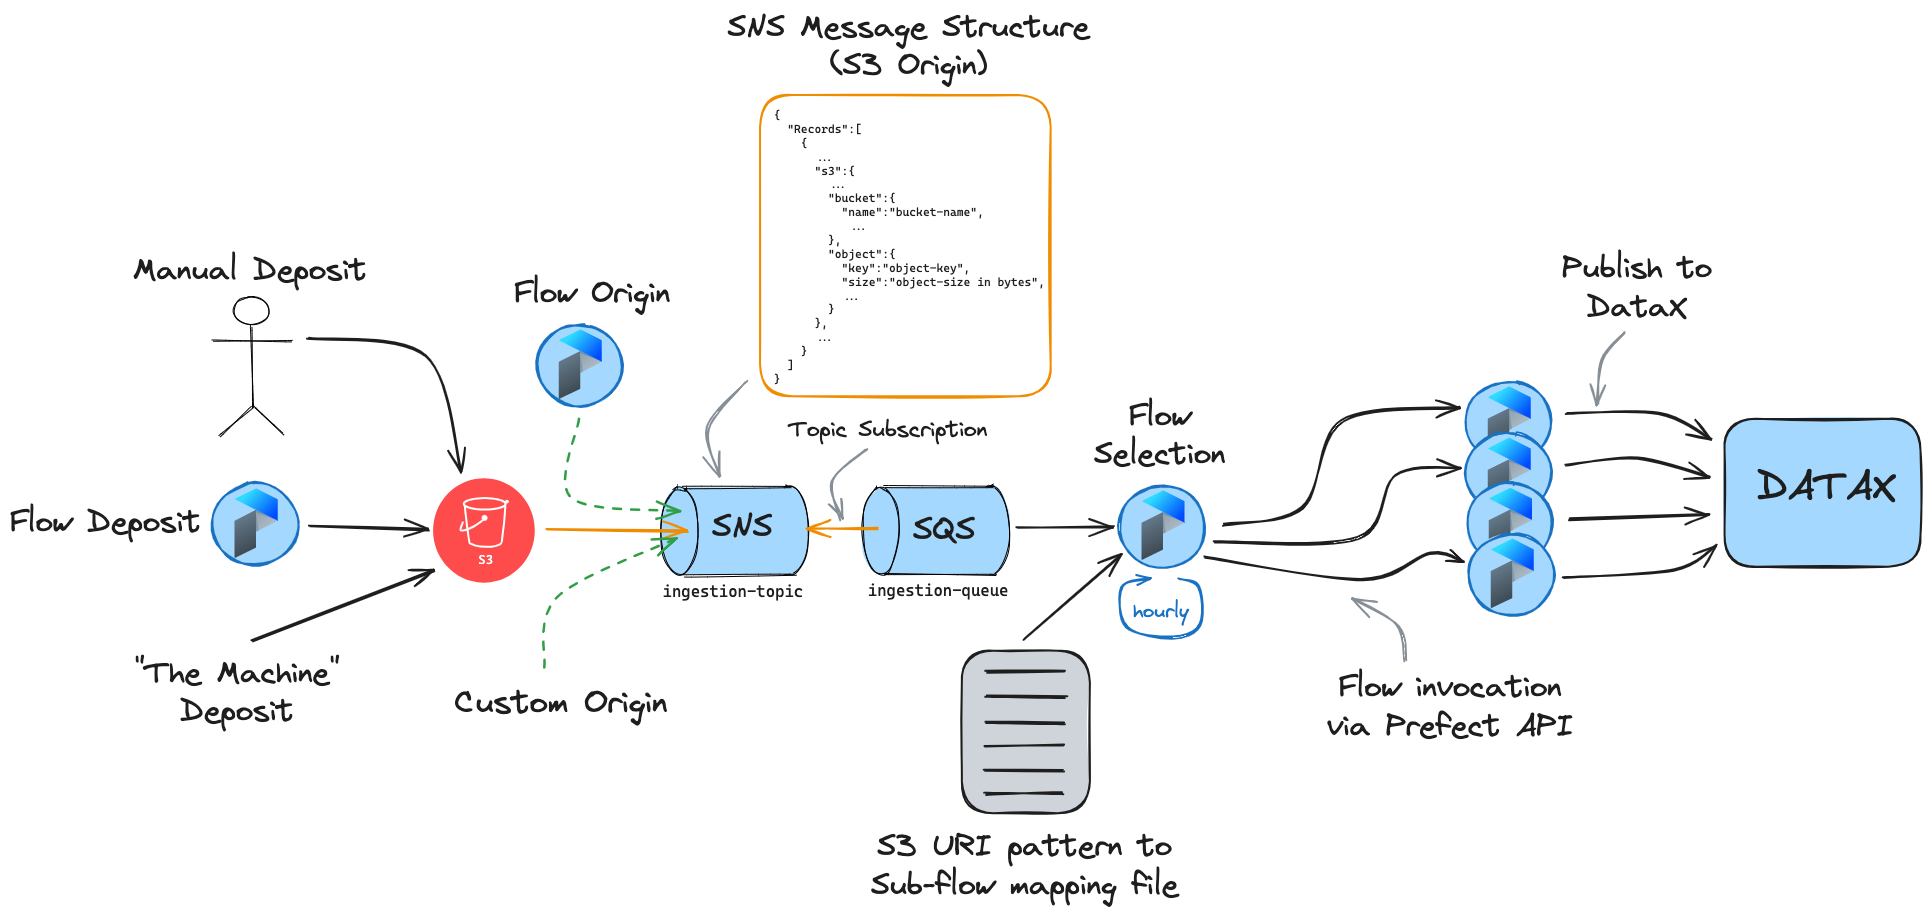 SNS Message Structure
(S3 Origin)
{
"Records":[
{
...
"s3":{
...
"bucket":{
"name":"bucket-name",
...
},
"object":{
"key":"object-key",
"size":"object-size in bytes",
...
}
},
...
}
]
}
Manual Deposit
Flow Origin
Publish to
DataX
Topic Subscription
Flow
Selection
Flow Deposit
S3
SNS
SQS
DATAX
ingestion-topic
ingestion-queue
hourly
"The Machine"
Deposit
Custom Origin
Flow invocation
via Prefect API
S3 URI pattern to
Sub-flow mapping file